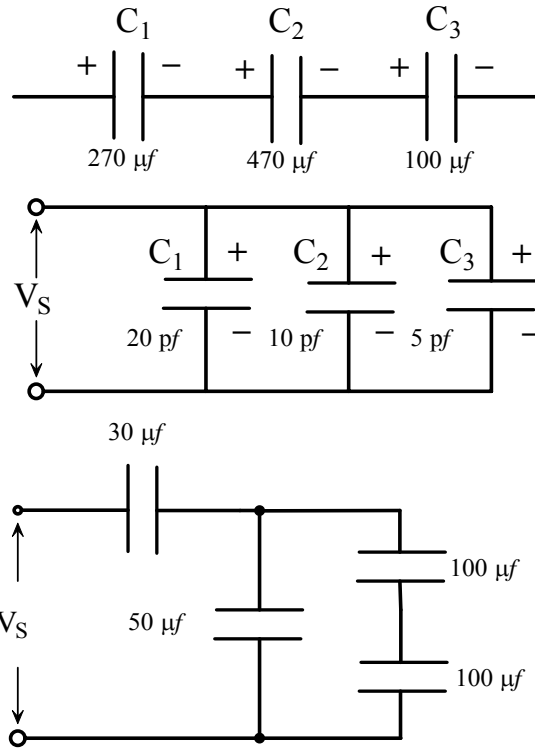 C1 C2 C3
+ − + − + −
270 μf 470 μf 100 μf
VS
C1 + C2 + C3 +
20 pf − 10 pf − 5 pf −
30 μf
VS
50 μf
100 μf
100 μf